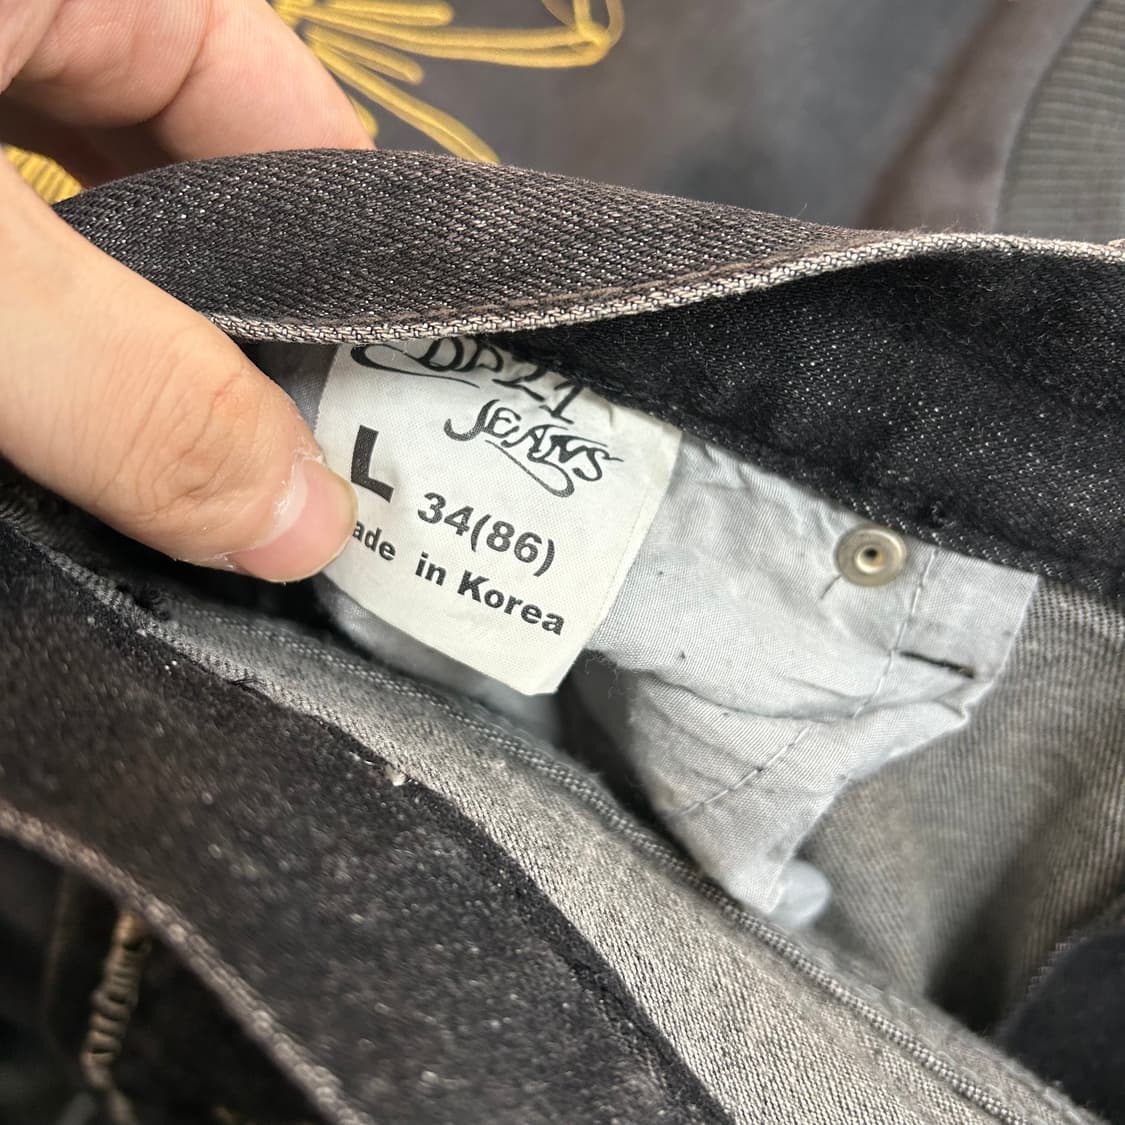 JEANS
L
34(86)
ade in Korea